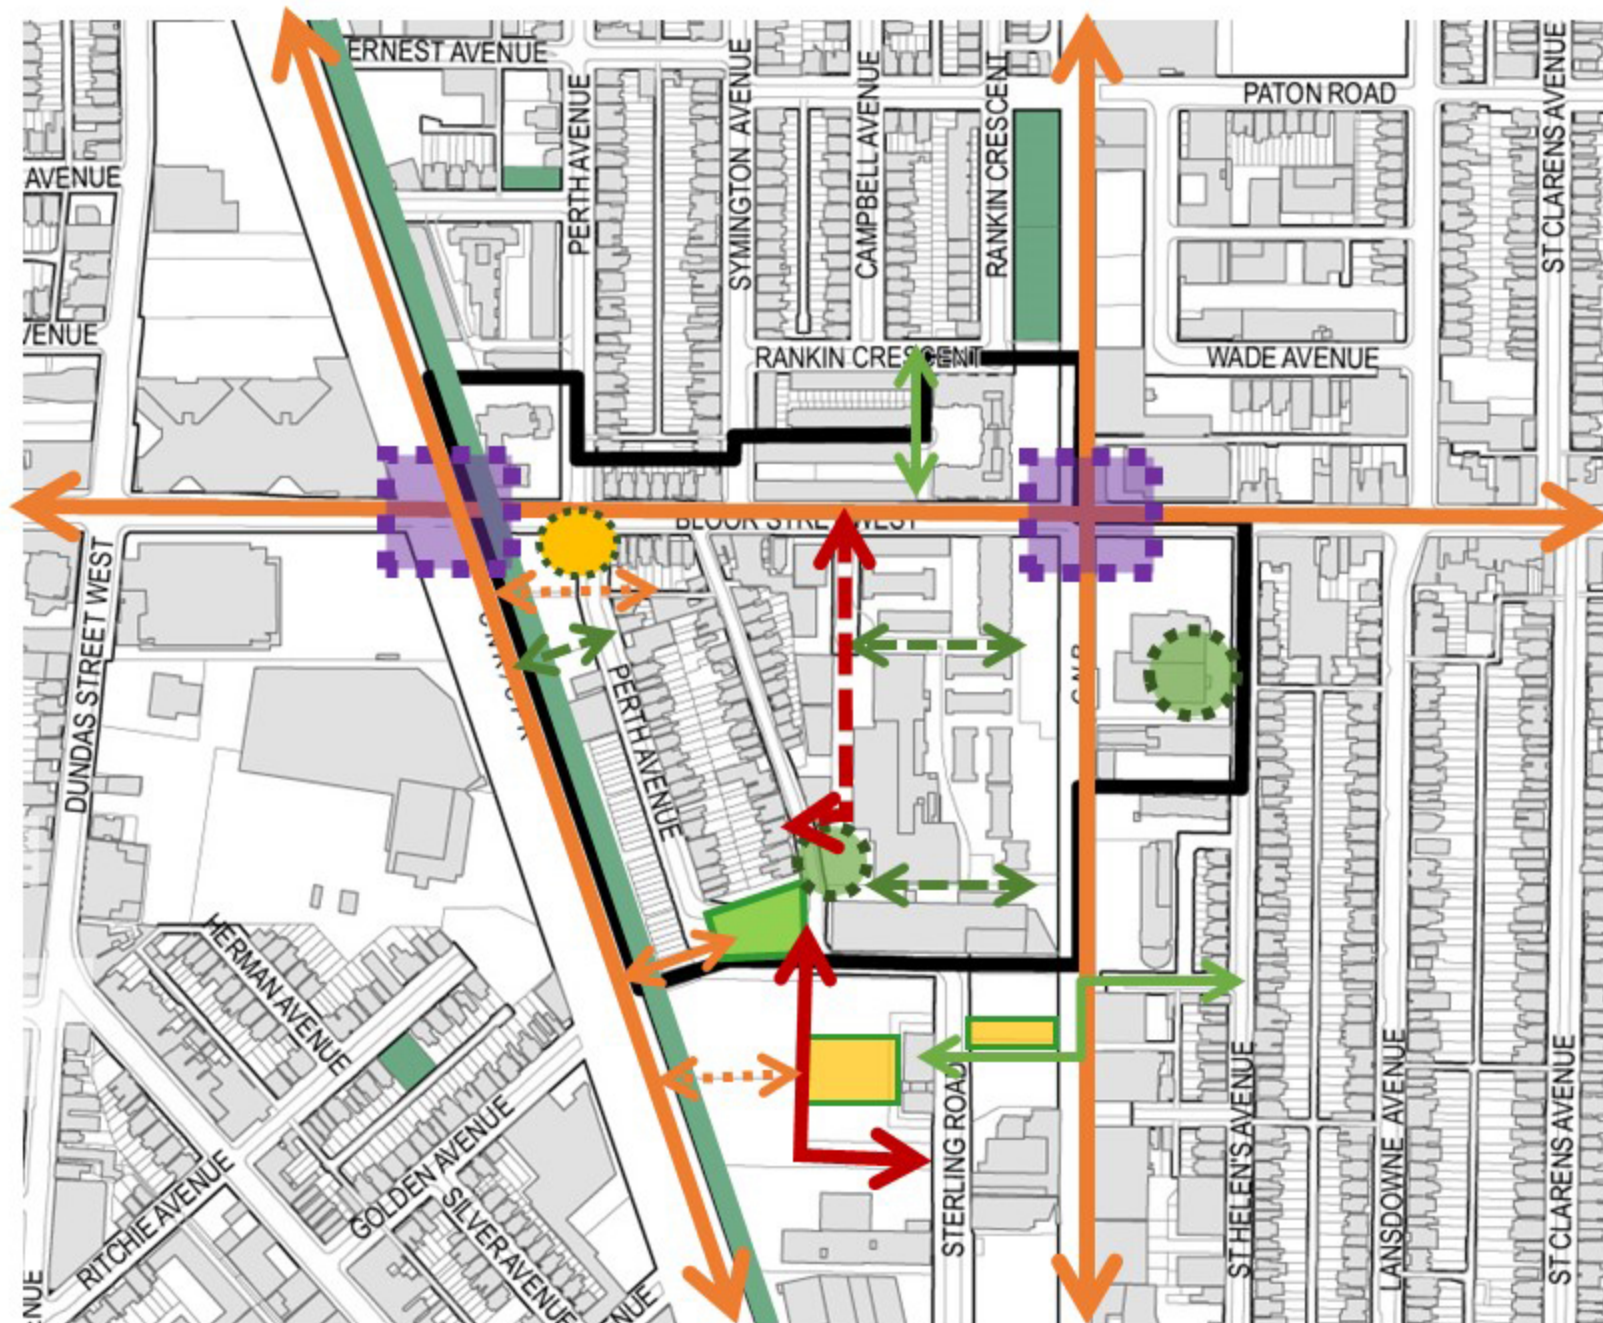 ERNEST AVENUE
PERTH AVENUE
SYMINGTON AVENUE
CAMPBELL AVENUE
RANKIN CRESCENT
PATON ROAD
ST CLARENS AVENUE
AVENUE
VENUE
RANKIN CRESCENT
WADE AVENUE
BLOOR STREET WEST
DUNDAS STREET WEST
PERTH AVENUE
C.N.R.
HERMAN AVENUE
GOLDEN AVENUE
SILVER AVENUE
RITCHIE AVENUE
STERLING ROAD
ST HELEN'S AVENUE
LANSDOWNE AVENUE
ST CLARENS AVENUE
NUE
NUE